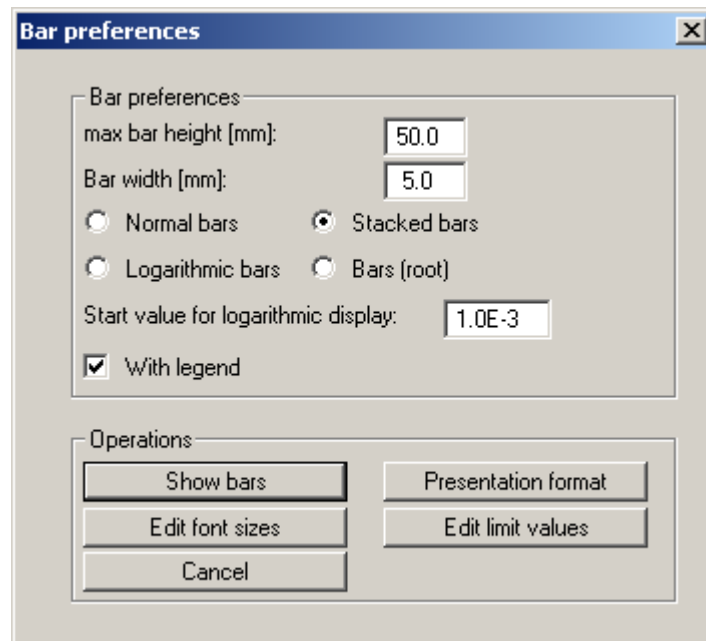 Bar preferences
Bar preferences
max bar height [mm]: 50.0
Bar width [mm]: 5.0
Normal bars Stacked bars
Logarithmic bars Bars (root)
Start value for logarithmic display: 1.0E-3
With legend
Operations
Show bars Presentation format
Edit font sizes Edit limit values
Cancel